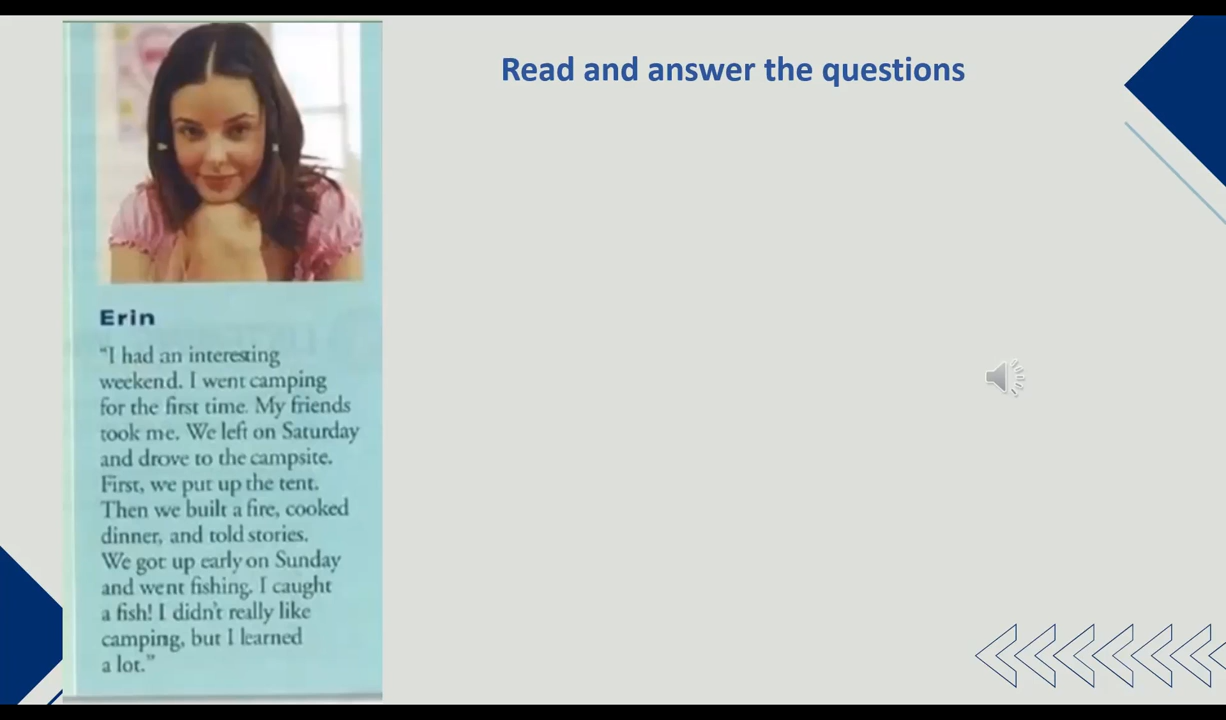 Read and answer the questions
Erin
"I had an interesting
weekend. I went camping
for the first time. My friends
took me. We left on Saturday
and drove to the campsite.
First, we put up the tent.
Then we built a fire, cooked
dinner, and told stories.
We got up early on Sunday
and went fishing. I caught
a fish! I didn't really like
camping, but I learned
a lot."